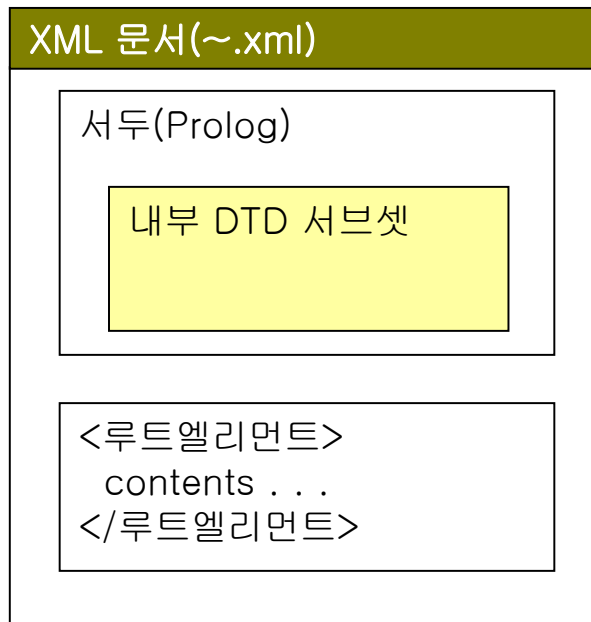 XML 문서(~.xml)
서두(Prolog)
내부 DTD 서브셋
<루트엘리먼트>
contents . . .
</루트엘리먼트>